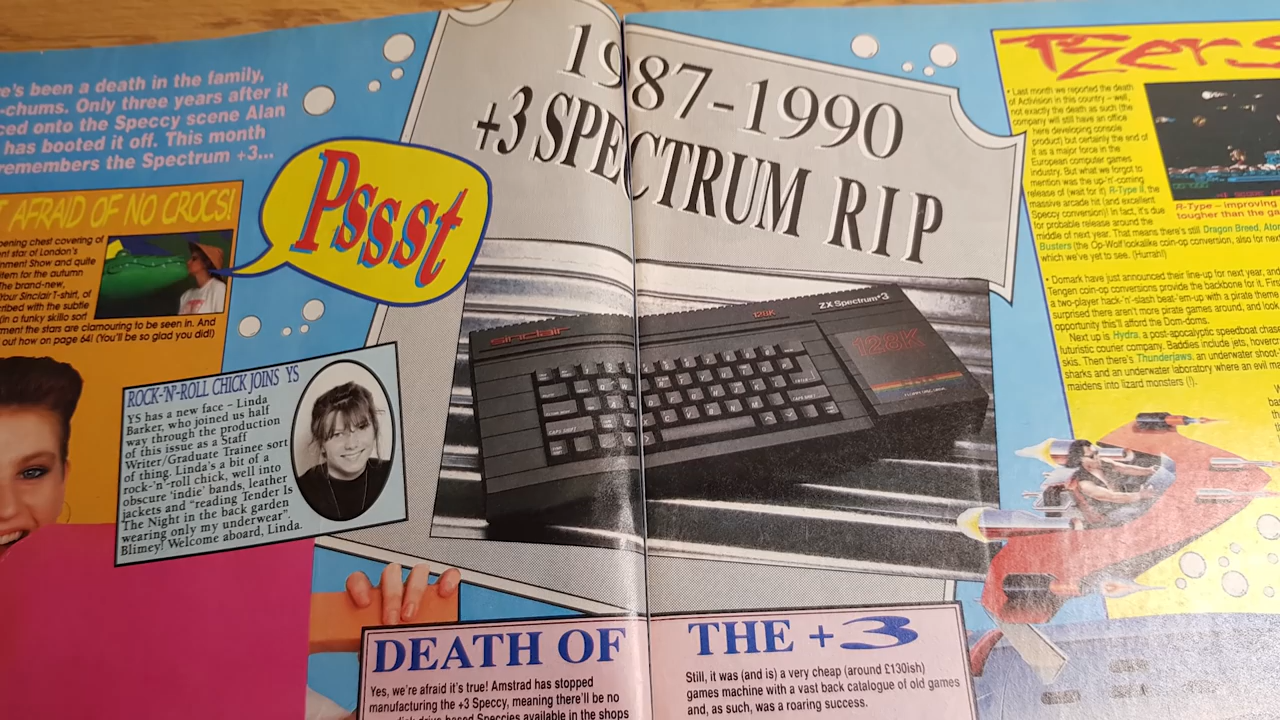 e's been a death in the family,
-chums. Only three years after it
ced onto the Speccy scene Alan
has booted it off. This month
remembers the Spectrum +3...
Pssst
AFRAID OF NO CROCS!
pening chest covering of
nt star of London's
nment Show and quite
item for the autumn
The brand-new,
Your Sinclair T-shirt, of
ribed with the subtle
(in a funky skillo sort
ment the stars are clamouring to be seen in. And
out how on page 64! (You'll be so glad you did!)
ROCK-'N'-ROLL CHICK JOINS YS
YS has a new face – Linda
Barker, who joined us half
way through the production
of this issue as a Staff
Writer/Graduate Trainee sort
of thing. Linda's a bit of a
rock-'n'-roll chick, well into
obscure 'indie' bands, leather
jackets and "reading Tender Is
The Night in the back garden
wearing only my underwear".
Blimey! Welcome aboard, Linda.
1987-1990
+3 SPECTRUM RIP
sinclair
128K
ZX Spectrum +3
128K
DEATH OF THE +3
Yes, we're afraid it's true! Amstrad has stopped
manufacturing the +3 Speccy, meaning there'll be no
disk drive-based Speccies available in the shops
Still, it was (and is) a very cheap (around £130ish)
games machine with a vast back catalogue of old games
and, as such, was a roaring success.
Tzers
• Last month we reported the death
of Activision in this country – well,
not exactly the death as such (the
company will still have an office
here developing console
product) but certainly the end of
it as a major force in the
European computer games
industry. But what we forgot to
mention was the up-'n'-coming
release of (wait for it) R-Type II, the
massive arcade hit (and excellent
Speccy conversion)! In fact, it's due
for probable release around the
middle of next year. That means there's still Dragon Breed, Ato
Busters (the Op-Wolf lookalike coin-op conversion, also for nex
which we've yet to see. (Hurrah!)
R-Type – improving
tougher than the ga
• Domark have just announced their line-up for next year, and
Tengen coin-op conversions provide the backbone for it. Firs
a two-player hack-'n'-slash beat-'em-up with a pirate theme
surprised there aren't more pirate games around, and look
opportunity this'll afford the Dom-doms.
Next up is Hydra, a post-apocalyptic speedboat chas
futuristic courier company. Baddies include jets, hovercr
skis. Then there's Thunderjaws, an underwater shoot-
sharks and an underwater laboratory where an evil ma
maidens into lizard monsters (!).